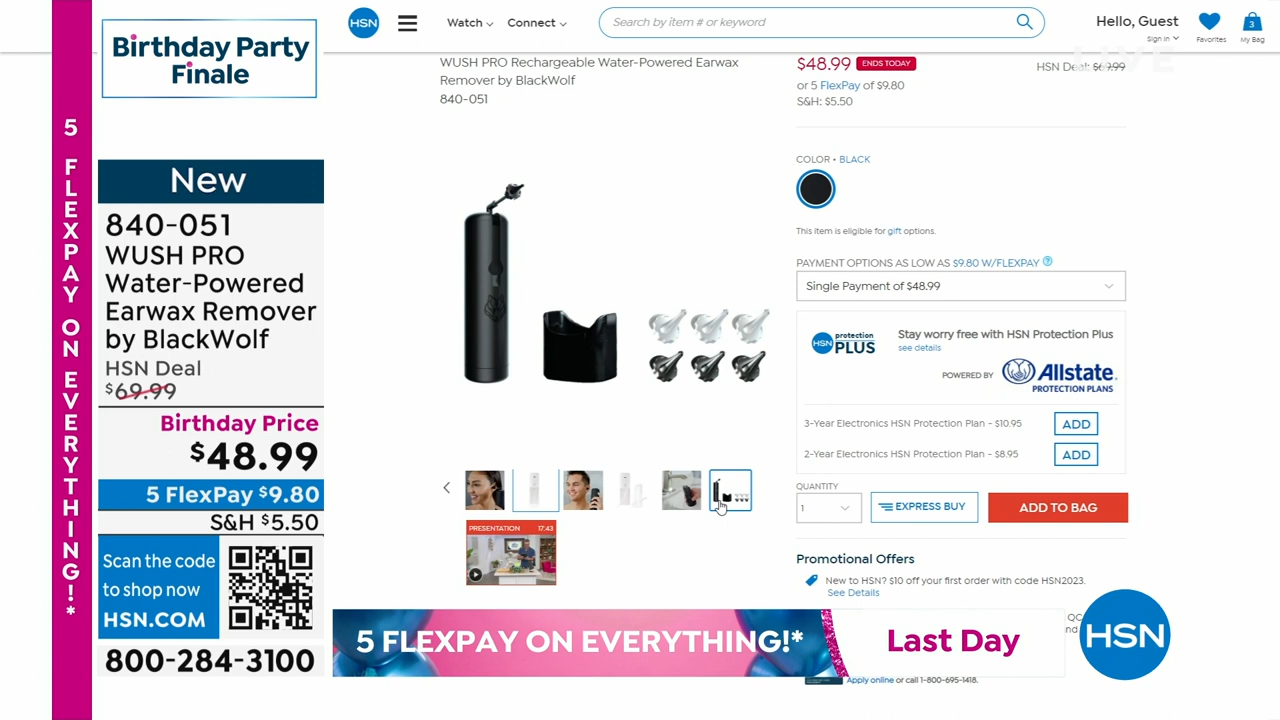 5 FLEXPAY ON EVERYTHING!*
Birthday Party
Finale
New
840-051
WUSH PRO
Water-Powered
Earwax Remover
by BlackWolf
HSN Deal
$69.99
Birthday Price
$48.99
5 FlexPay $9.80
S&H $5.50
Scan the code
to shop now
HSN.COM
800-284-3100
HSN
Watch
Connect
Search by item # or keyword
Hello, Guest
Sign In
Favorites
3
My Bag
LIVE
WUSH PRO Rechargeable Water-Powered Earwax
Remover by BlackWolf
840-051
$48.99 ENDS TODAY
HSN Deal: $69.99
or 5 FlexPay of $9.80
S&H: $5.50
COLOR • BLACK
This item is eligible for gift options.
PAYMENT OPTIONS AS LOW AS $9.80 W/FLEXPAY ?
Single Payment of $48.99
HSN protection PLUS
Stay worry free with HSN Protection Plus
see details
POWERED BY Allstate
PROTECTION PLANS
3-Year Electronics HSN Protection Plan - $10.95 ADD
2-Year Electronics HSN Protection Plan - $8.95 ADD
QUANTITY
1
EXPRESS BUY
ADD TO BAG
PRESENTATION 17:43
Promotional Offers
New to HSN? $10 off your first order with code HSN2023.
See Details
5 FLEXPAY ON EVERYTHING!*
Last Day
HSN
Apply online or call 1-800-695-1418.